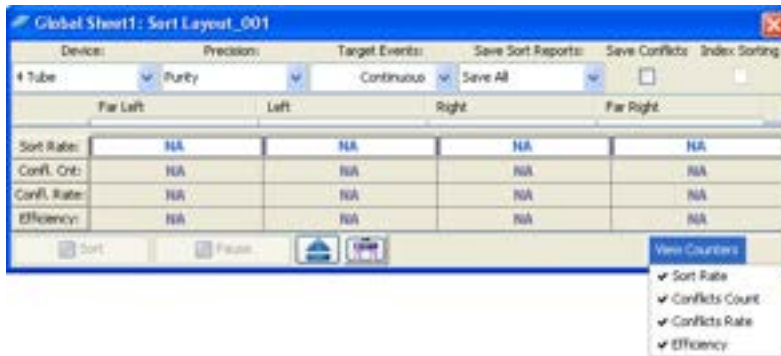 Global Sheet1: Sort Layout_001
Device: Precision: Target Events: Save Sort Reports: Save Conflicts Index Sorting
4 Tube Purity Continuous Save All
Far Left Left Right Far Right
Sort Rate: NA NA NA NA
Confl. Cnt: NA NA NA NA
Confl. Rate: NA NA NA NA
Efficiency: NA NA NA NA
Sort Pause View Counters
Sort Rate
Conflicts Count
Conflicts Rate
Efficiency